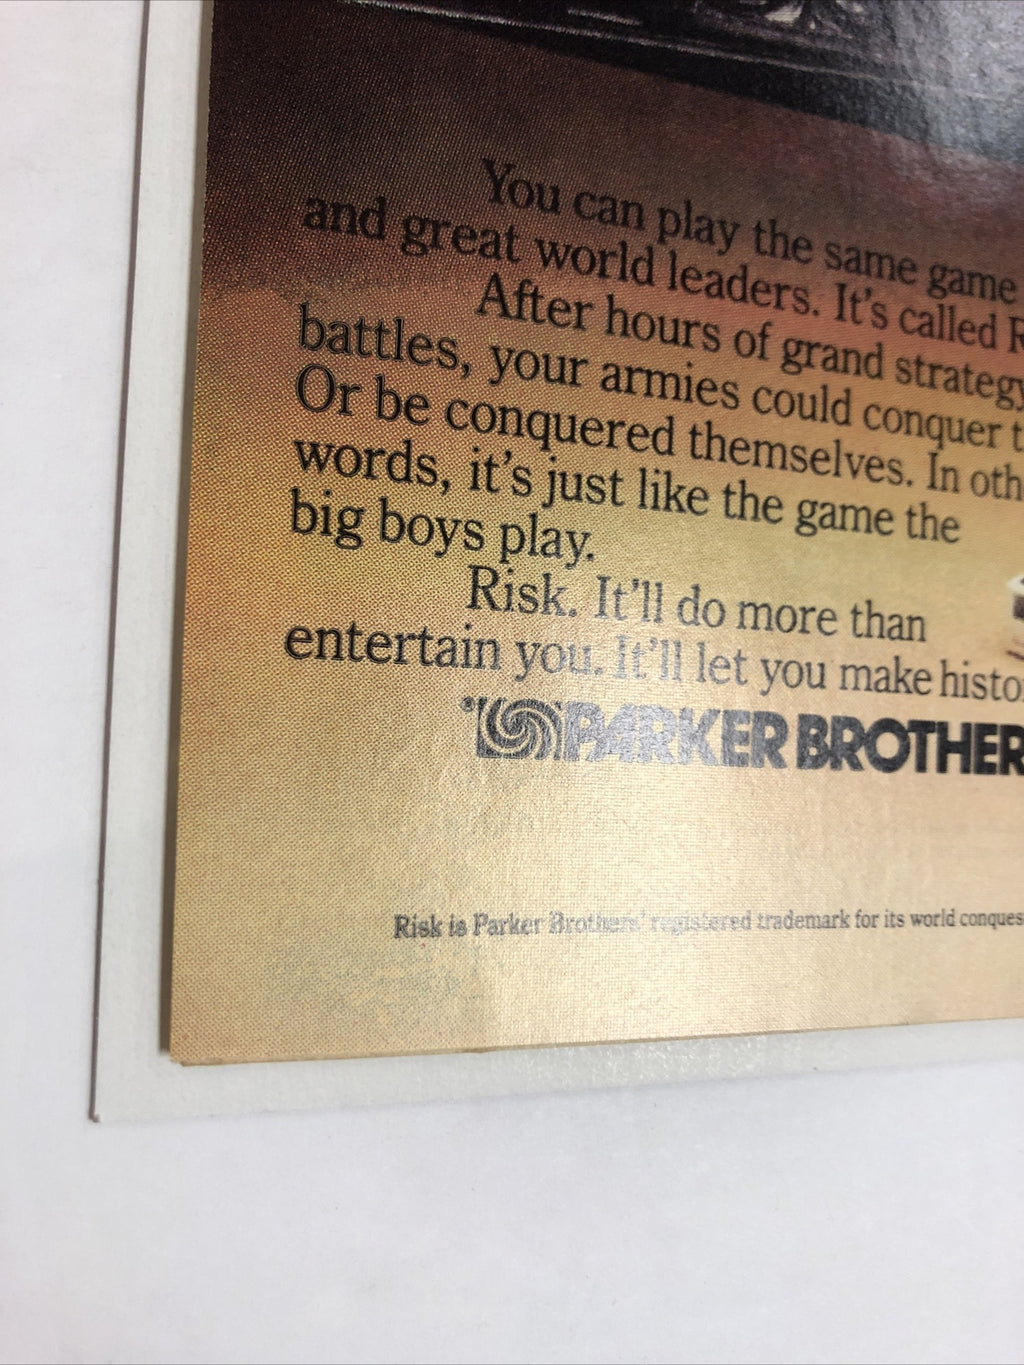 You can play the same game
and great world leaders. It's called R
After hours of grand strategy
battles, your armies could conquer t
Or be conquered themselves. In oth
words, it's just like the game the
big boys play.
Risk. It'll do more than
entertain you. It'll let you make histo
PARKER BROTHER
Risk is Parker Brothers' registered trademark for its world conques